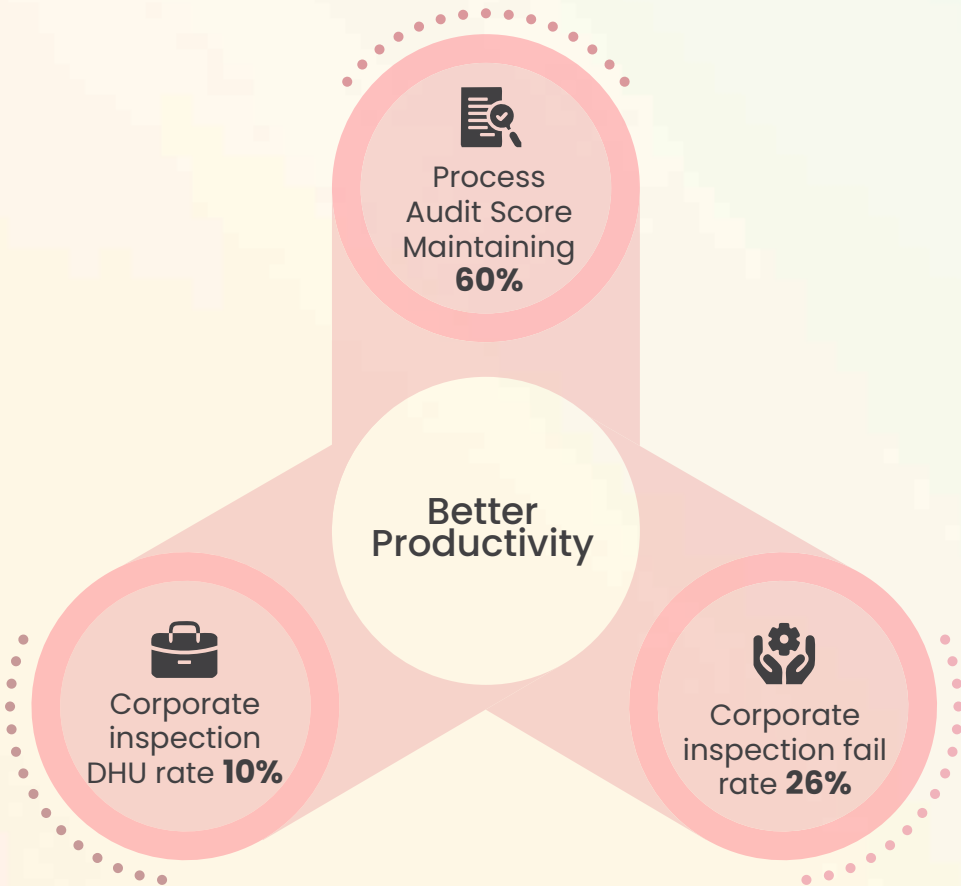 Process
Audit Score
Maintaining
60%
Better
Productivity
Corporate
inspection
DHU rate 10%
Corporate
inspection fail
rate 26%